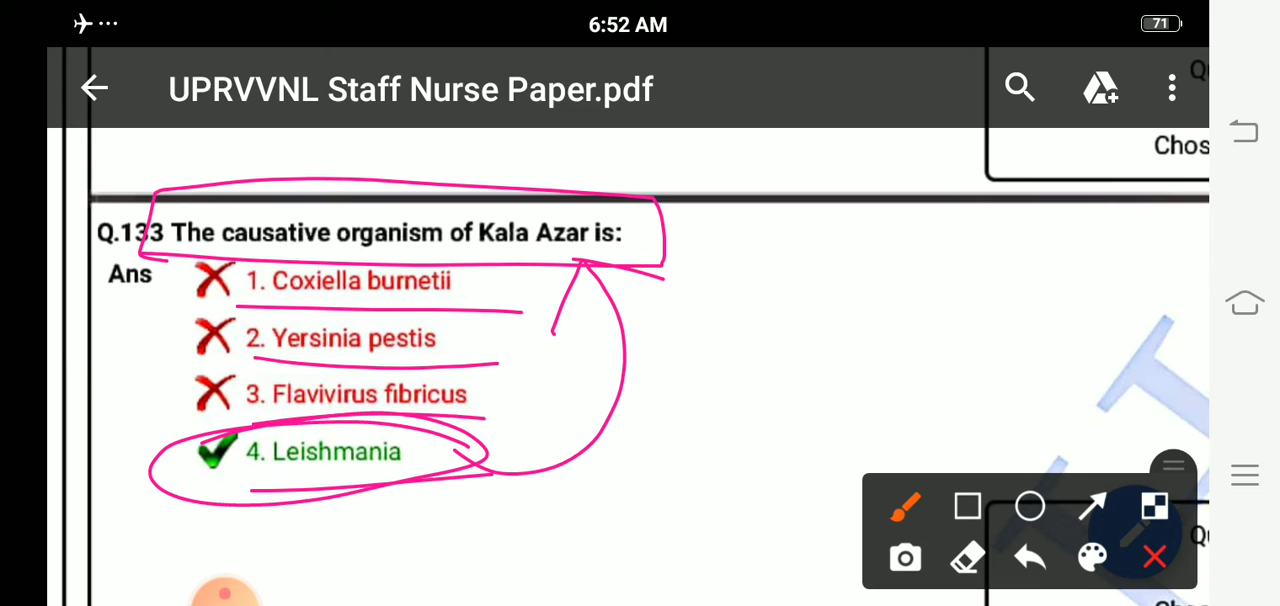 6:52 AM
71
UPRVVNL Staff Nurse Paper.pdf
Chos
Q.133 The causative organism of Kala Azar is:
Ans
1. Coxiella burnetii
2. Yersinia pestis
3. Flavivirus fibricus
4. Leishmania